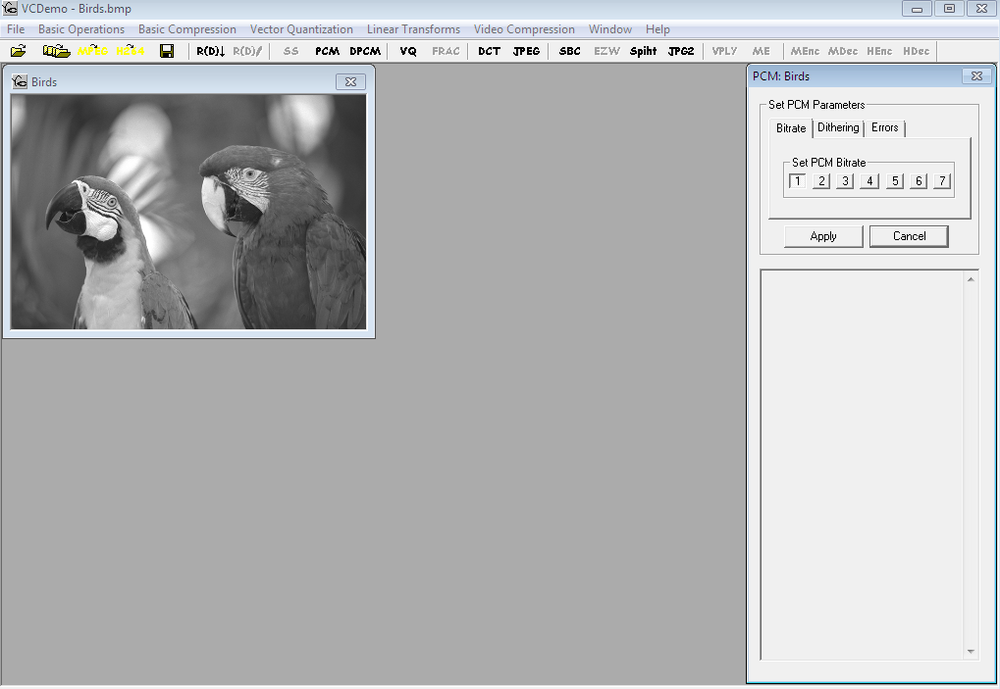 VCDemo - Birds.bmp
File Basic Operations Basic Compression Vector Quantization Linear Transforms Video Compression Window Help
MPEG H264 R(D)↓ R(D)/ SS PCM DPCM VQ FRAC DCT JPEG SBC EZW Spiht JPG2 VPLY ME MEnc MDec HEnc HDec
Birds
PCM: Birds
Set PCM Parameters
Bitrate Dithering Errors
Set PCM Bitrate
1 2 3 4 5 6 7
Apply Cancel